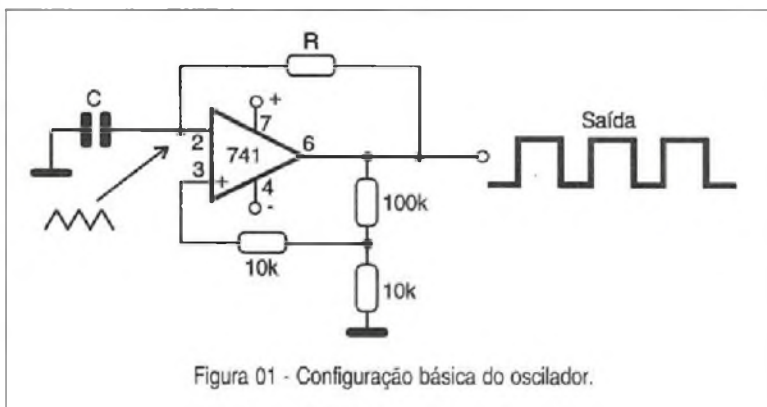 R
C
Saída
+
7
2
6
741
3
+
4
-
100k
10k
10k
Figura 01 - Configuração básica do oscilador.